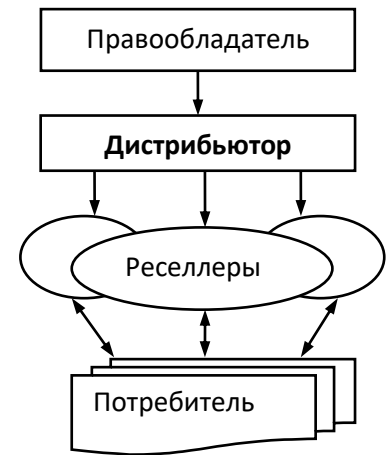 Правообладатель
Дистрибьютор
Реселлеры
Потребитель